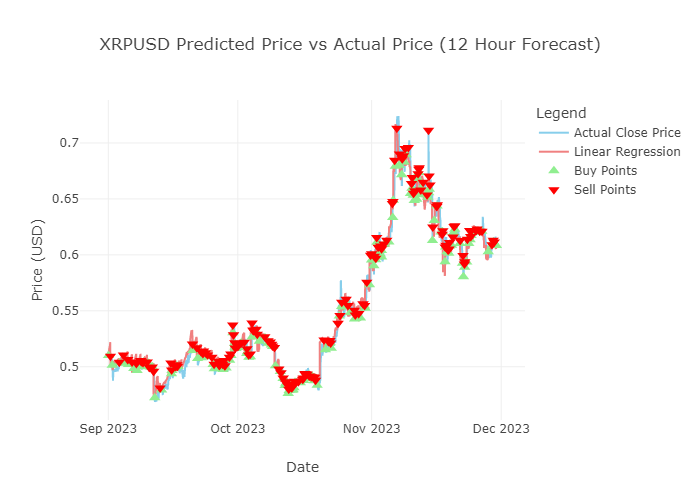 XRPUSD Predicted Price vs Actual Price (12 Hour Forecast)
Legend
Actual Close Price
Linear Regression
Buy Points
Sell Points
Price (USD)
0.7
0.65
0.6
0.55
0.5
Sep 2023
Oct 2023
Nov 2023
Dec 2023
Date